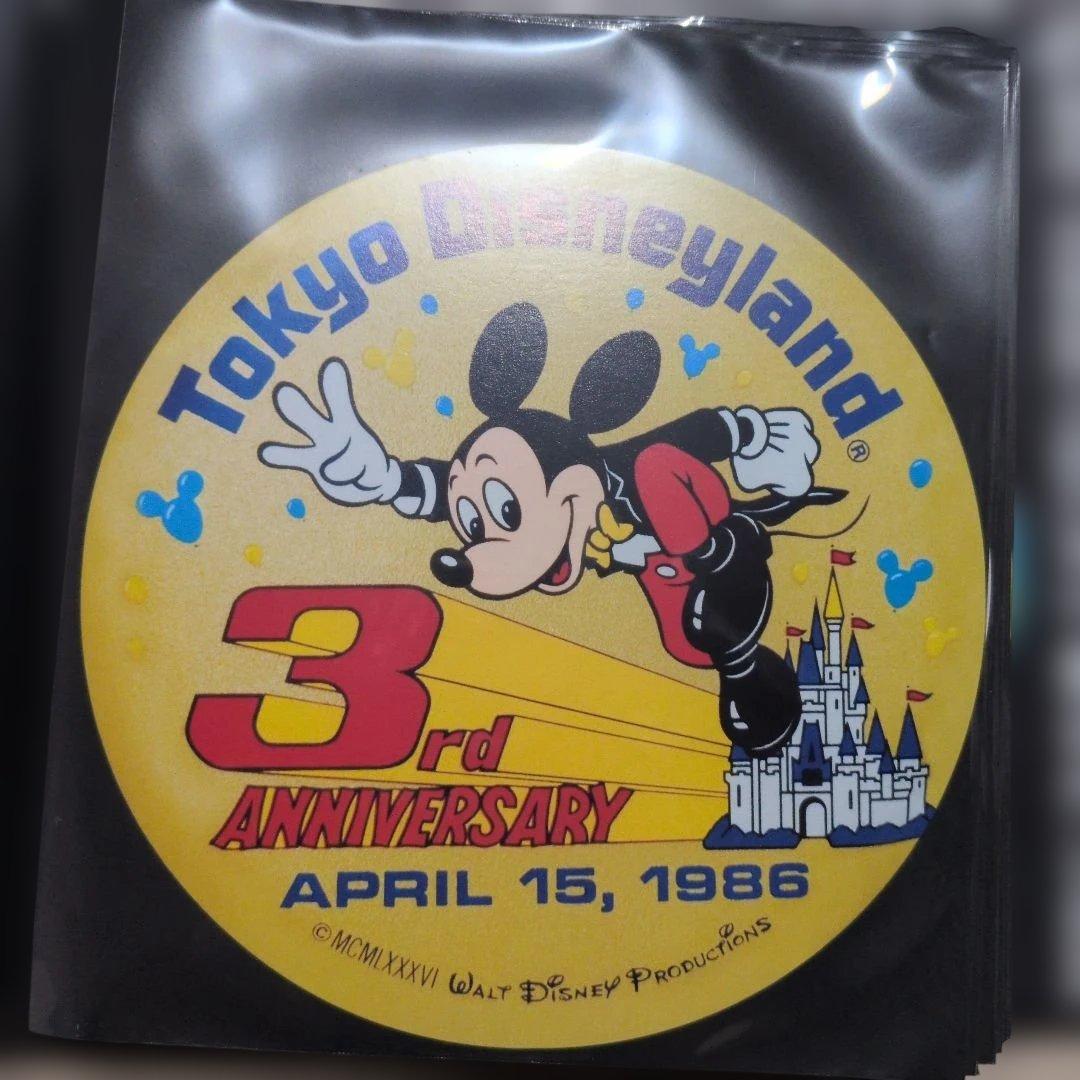 Tokyo Disneyland®
3rd
ANNIVERSARY
APRIL 15, 1986
©MCMLXXXVI WALT DISNEY PRODUCTIONS